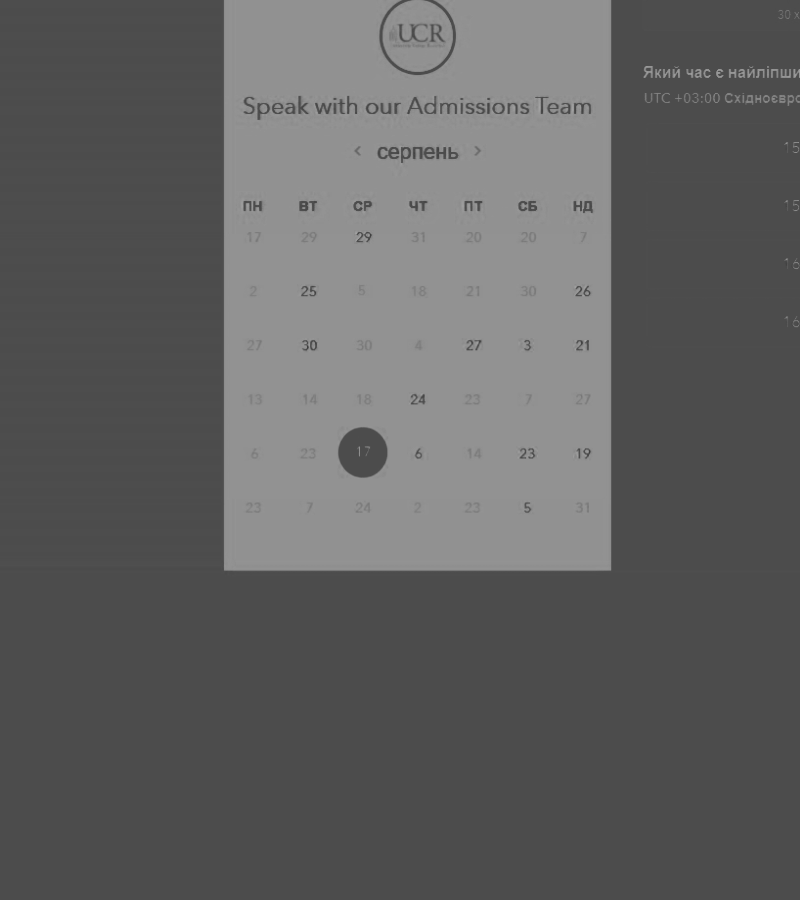 UCR
30 х
Speak with our Admissions Team
Який час є найліпши
UTC +03:00 Східноєвро
‹ серпень ›
15
ПН ВТ СР ЧТ ПТ СБ НД
15
17 29 29 31 20 20 7
16
2 25 5 18 21 30 26
16
27 30 30 4 27 3 21
13 14 18 24 23 7 27
6 23 17 6 14 23 19
23 7 24 2 23 5 31